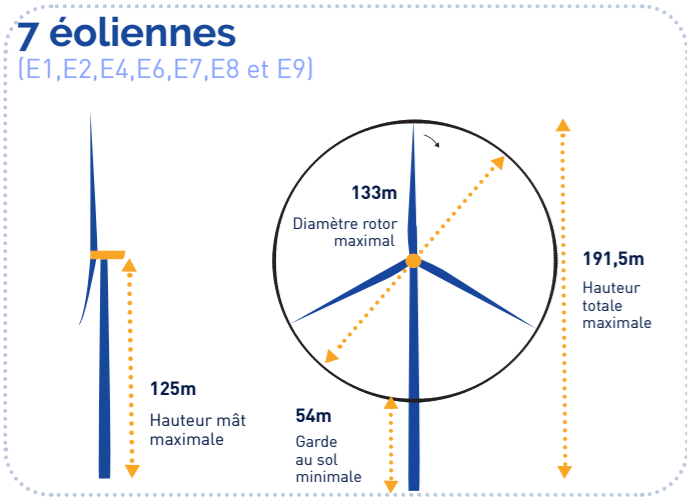 7 éoliennes
(E1,E2,E4,E6,E7,E8 et E9)
133m
Diamètre rotor
maximal
191,5m
Hauteur
totale
maximale
125m
Hauteur mât
maximale
54m
Garde
au sol
minimale